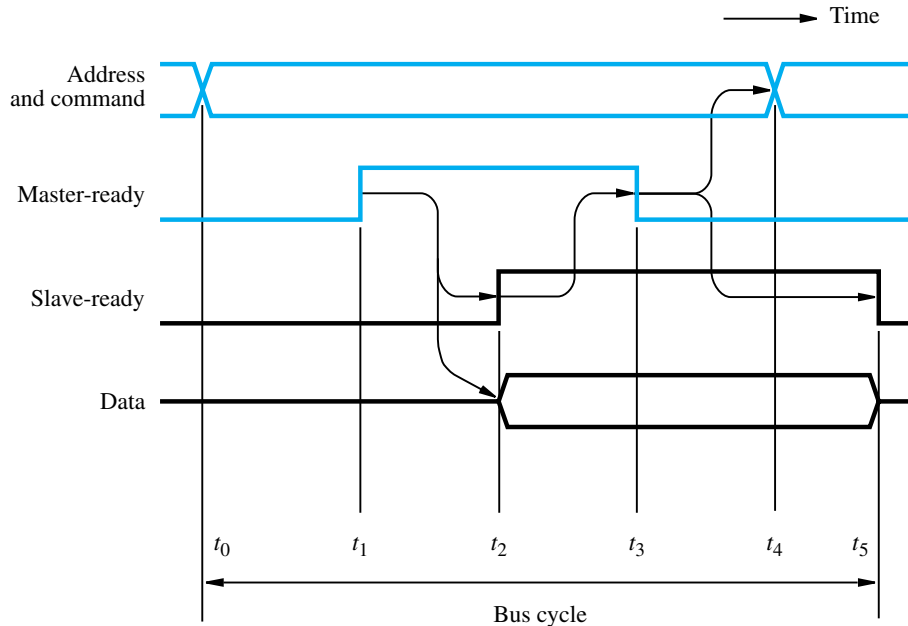 Time
Address
and command
Master-ready
Slave-ready
Data
t0 t1 t2 t3 t4 t5
Bus cycle